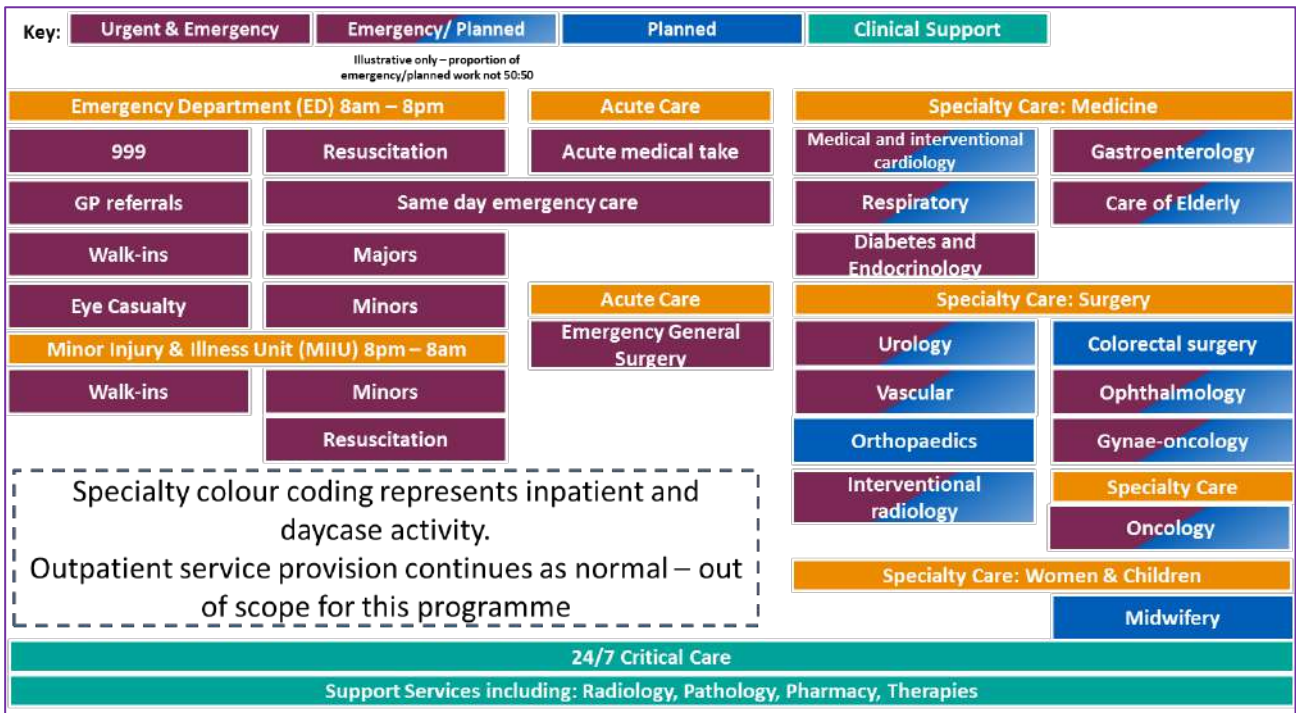 Key:
Urgent & Emergency
Emergency/ Planned
Planned
Clinical Support
Illustrative only – proportion of
emergency/planned work not 50:50
Emergency Department (ED) 8am – 8pm
999
Resuscitation
GP referrals
Same day emergency care
Walk-ins
Majors
Eye Casualty
Minors
Minor Injury & Illness Unit (MIIU) 8pm – 8am
Walk-ins
Minors
Resuscitation
Acute Care
Acute medical take
Acute Care
Emergency General
Surgery
Specialty Care: Medicine
Medical and interventional
cardiology
Gastroenterology
Respiratory
Care of Elderly
Diabetes and
Endocrinology
Specialty Care: Surgery
Urology
Colorectal surgery
Vascular
Ophthalmology
Orthopaedics
Gynae-oncology
Interventional
radiology
Specialty Care
Oncology
Specialty Care: Women & Children
Midwifery
Specialty colour coding represents inpatient and
daycase activity.
Outpatient service provision continues as normal – out
of scope for this programme
24/7 Critical Care
Support Services including: Radiology, Pathology, Pharmacy, Therapies